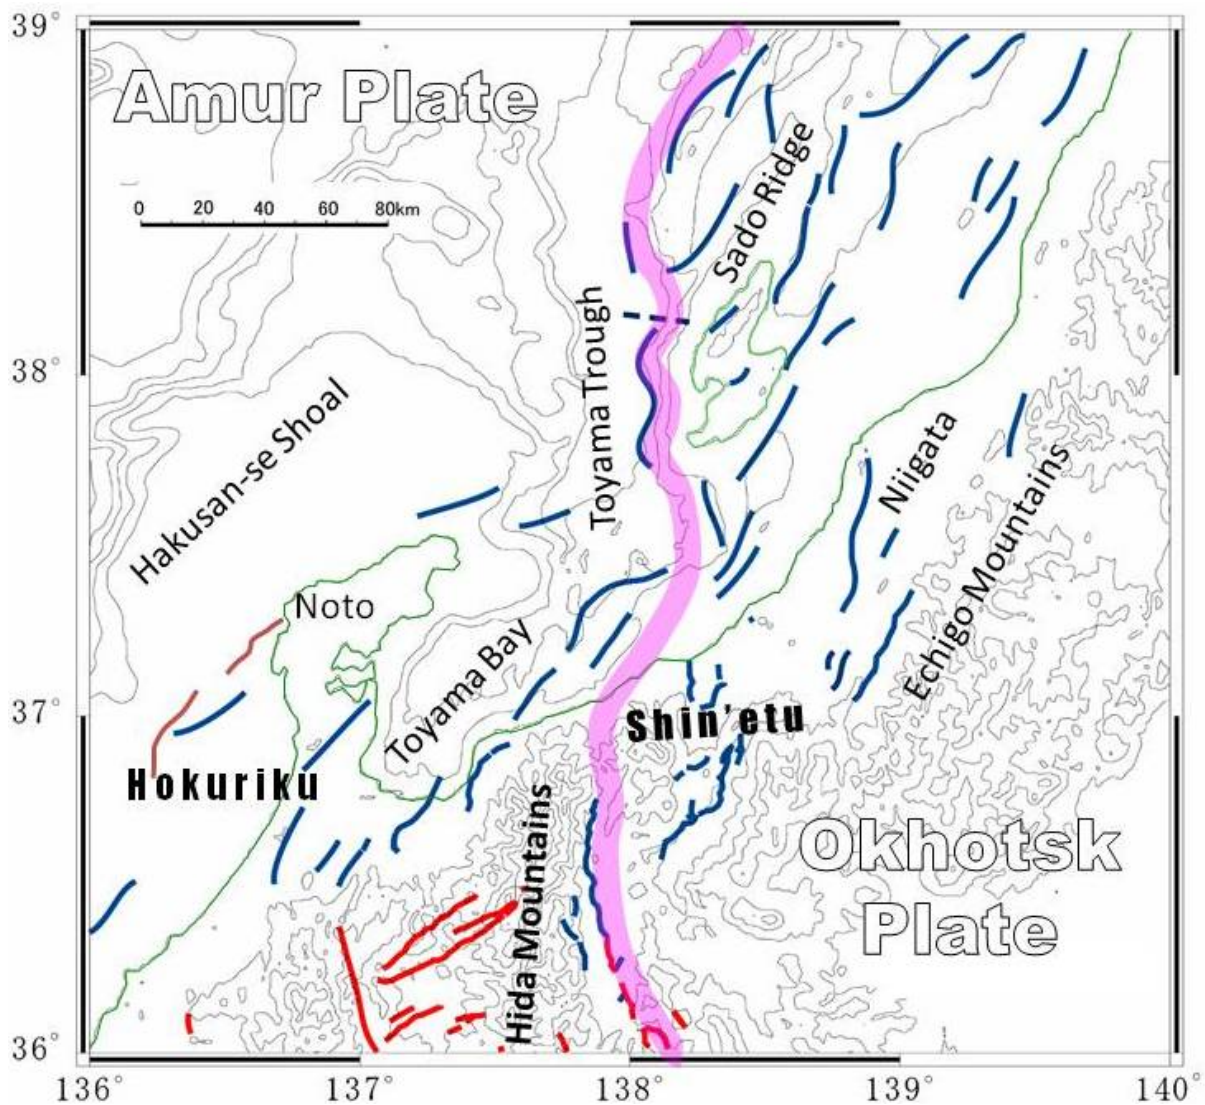 39°
Amur Plate
0 20 40 60 80km
Sado Ridge
Toyama Trough
38°
Hakusan-se Shoal
Niigata
Echigo Mountains
Noto
Toyama Bay
37°
Shin'etu
Hokuriku
Hida Mountains
Okhotsk
Plate
36°
136° 137° 138° 139° 140°